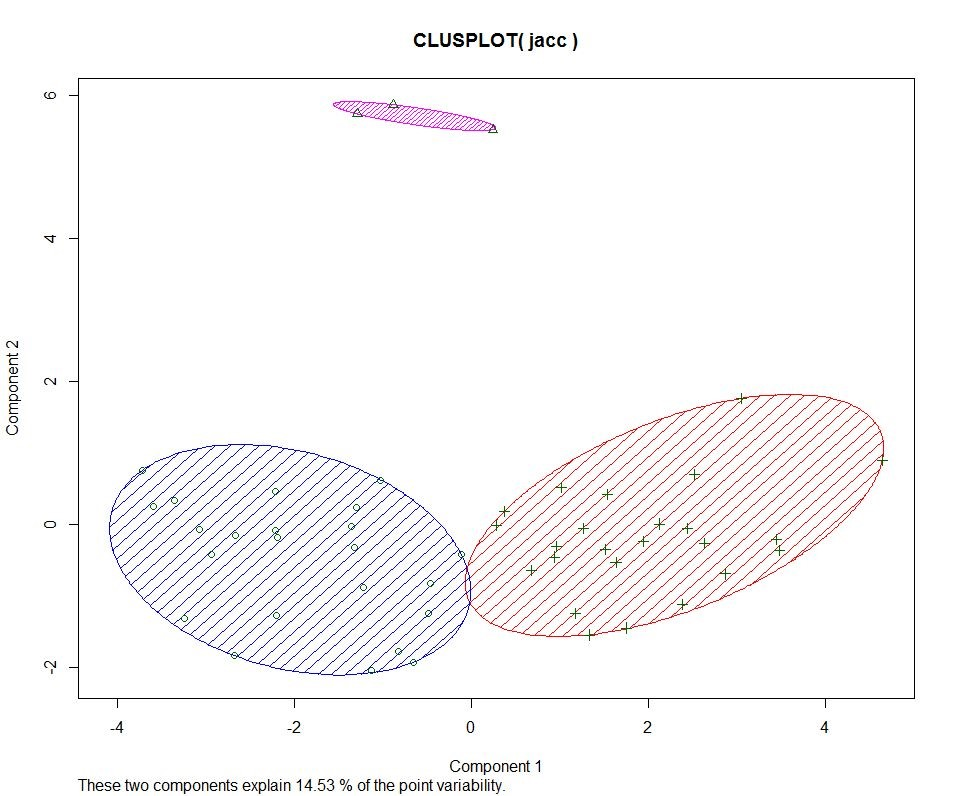 CLUSPLOT( jacc )
6
4
2
0
-2
Component 2
-4
-2
0
2
4
Component 1
These two components explain 14.53 % of the point variability.